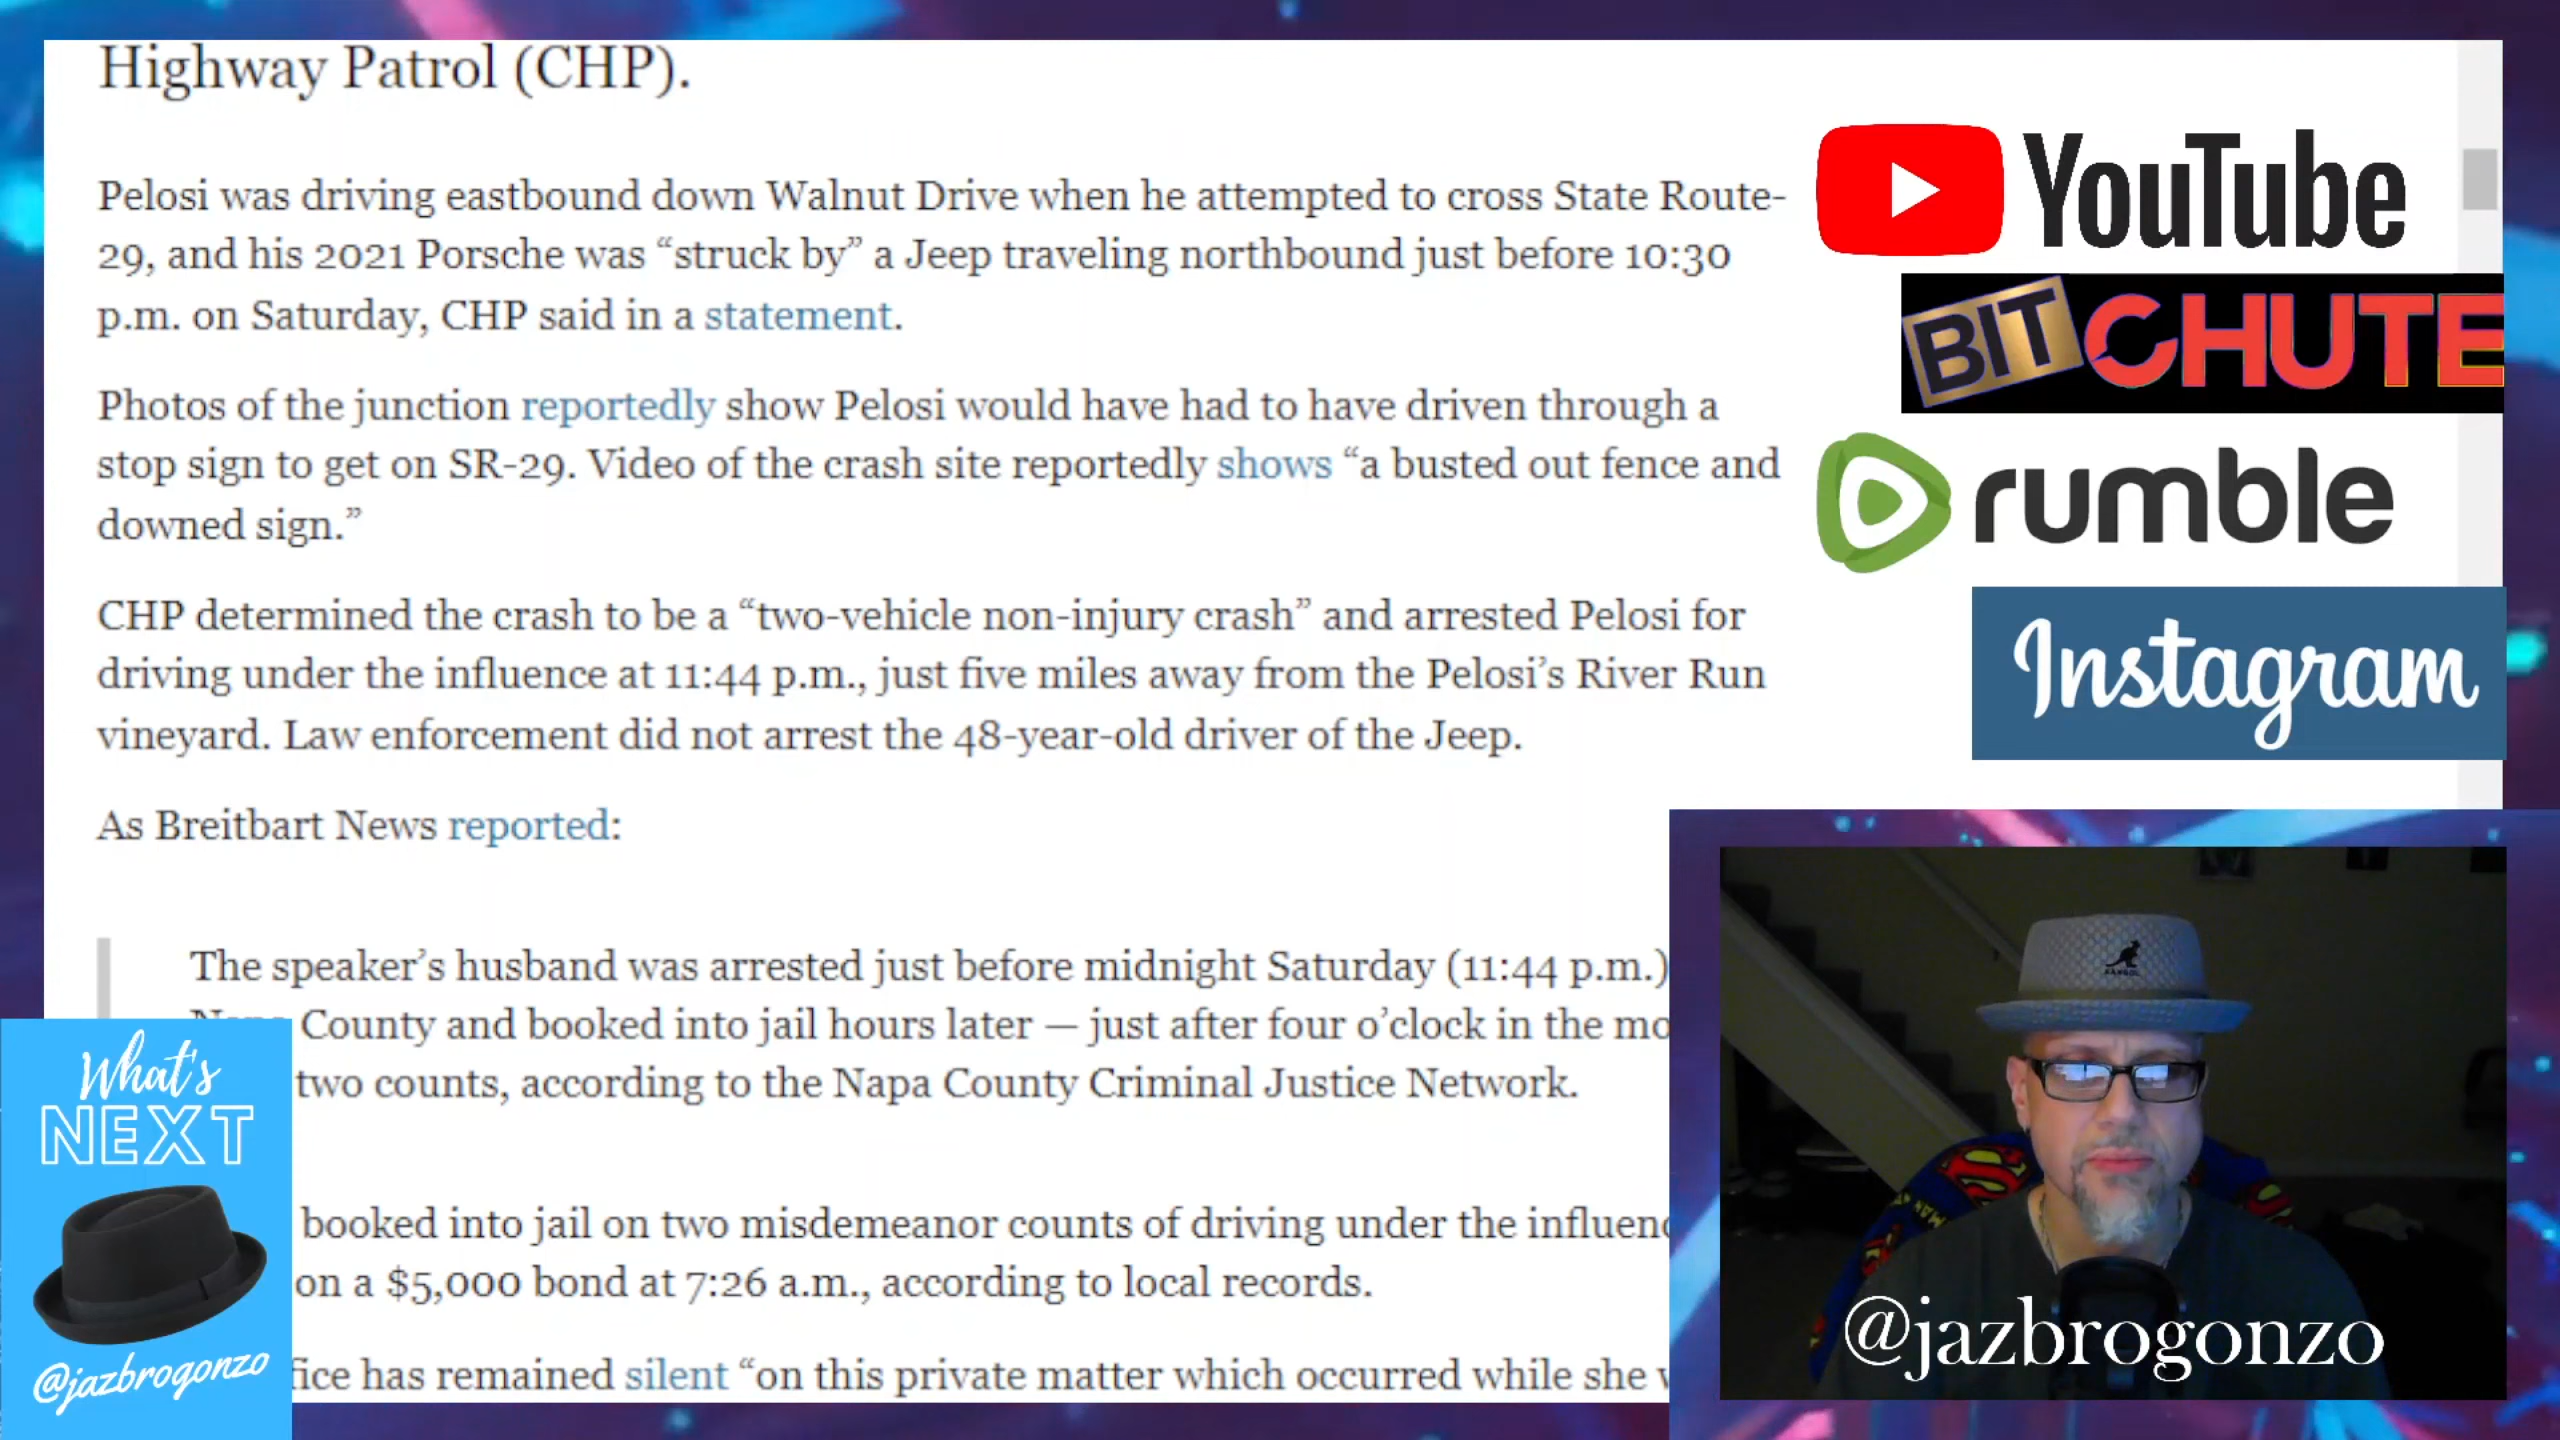 Highway Patrol (CHP).
Pelosi was driving eastbound down Walnut Drive when he attempted to cross State Route-
29, and his 2021 Porsche was “struck by” a Jeep traveling northbound just before 10:30
p.m. on Saturday, CHP said in a statement.
Photos of the junction reportedly show Pelosi would have had to have driven through a
stop sign to get on SR-29. Video of the crash site reportedly shows “a busted out fence and
downed sign.”
CHP determined the crash to be a “two-vehicle non-injury crash” and arrested Pelosi for
driving under the influence at 11:44 p.m., just five miles away from the Pelosi’s River Run
vineyard. Law enforcement did not arrest the 48-year-old driver of the Jeep.
As Breitbart News reported:
The speaker’s husband was arrested just before midnight Saturday (11:44 p.m.)
County and booked into jail hours later — just after four o’clock in the mo
two counts, according to the Napa County Criminal Justice Network.
booked into jail on two misdemeanor counts of driving under the influenc
on a $5,000 bond at 7:26 a.m., according to local records.
fice has remained silent “on this private matter which occurred while she
YouTube
BITCHUTE
rumble
Instagram
What's
NEXT
@jazbrogonzo
KANGOL
@jazbrogonzo